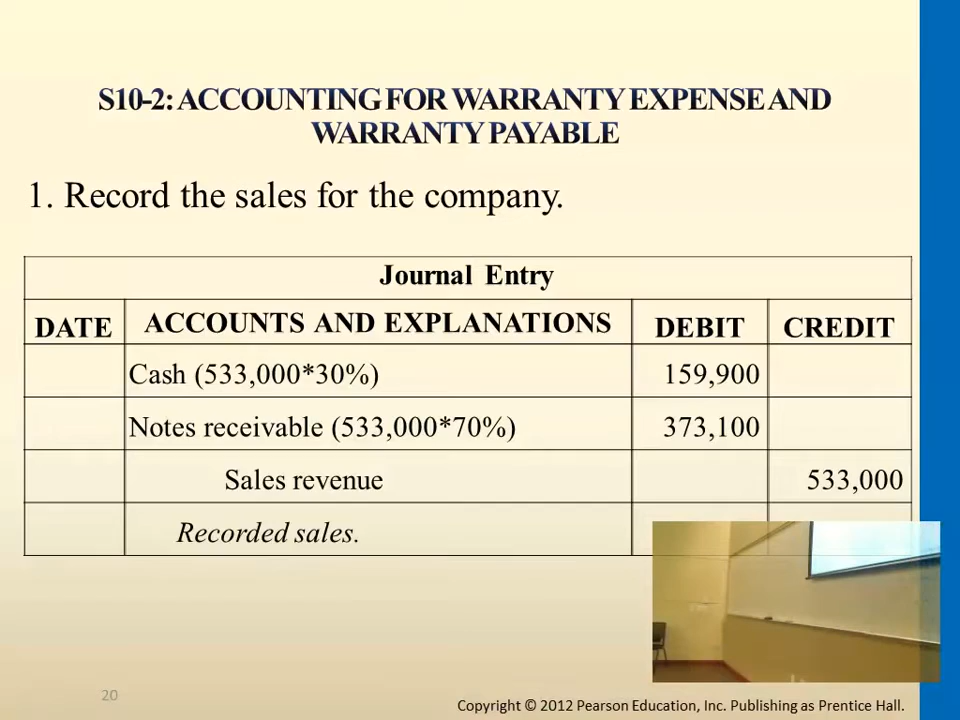 S10-2: ACCOUNTING FOR WARRANTY EXPENSE AND
WARRANTY PAYABLE
1. Record the sales for the company.
Journal Entry
DATE ACCOUNTS AND EXPLANATIONS DEBIT CREDIT
Cash (533,000*30%) 159,900
Notes receivable (533,000*70%) 373,100
Sales revenue 533,000
Recorded sales.
20
Copyright © 2012 Pearson Education, Inc. Publishing as Prentice Hall.